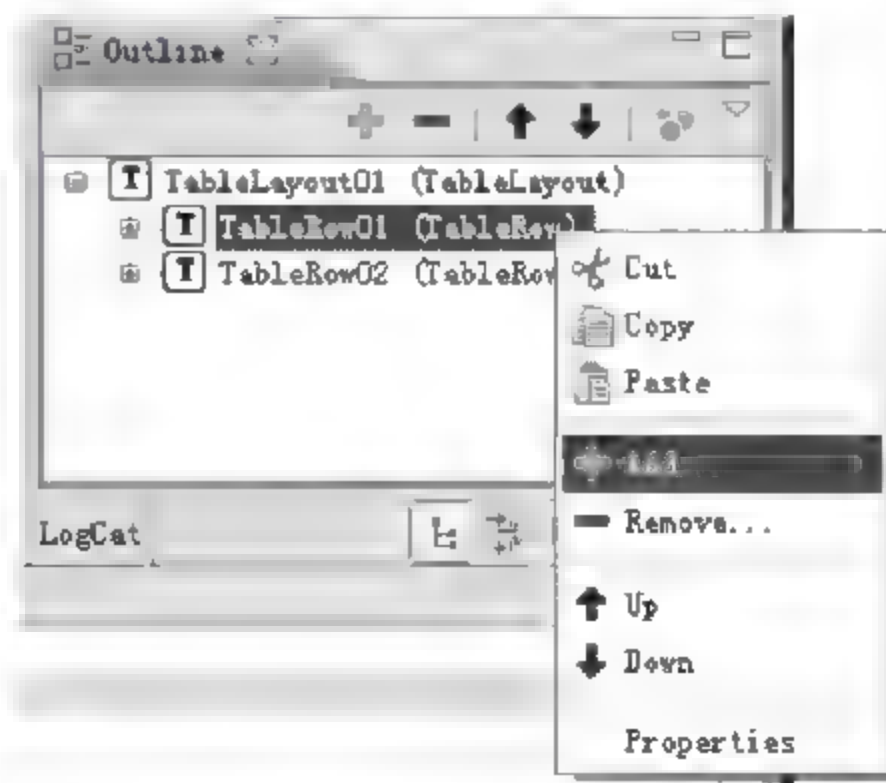 Outline
TableLayout01 (TableLayout)
TableRow01 (TableRow)
TableRow02 (TableRow
Cut
Copy
Paste
Remove...
Up
Down
Properties
LogCat